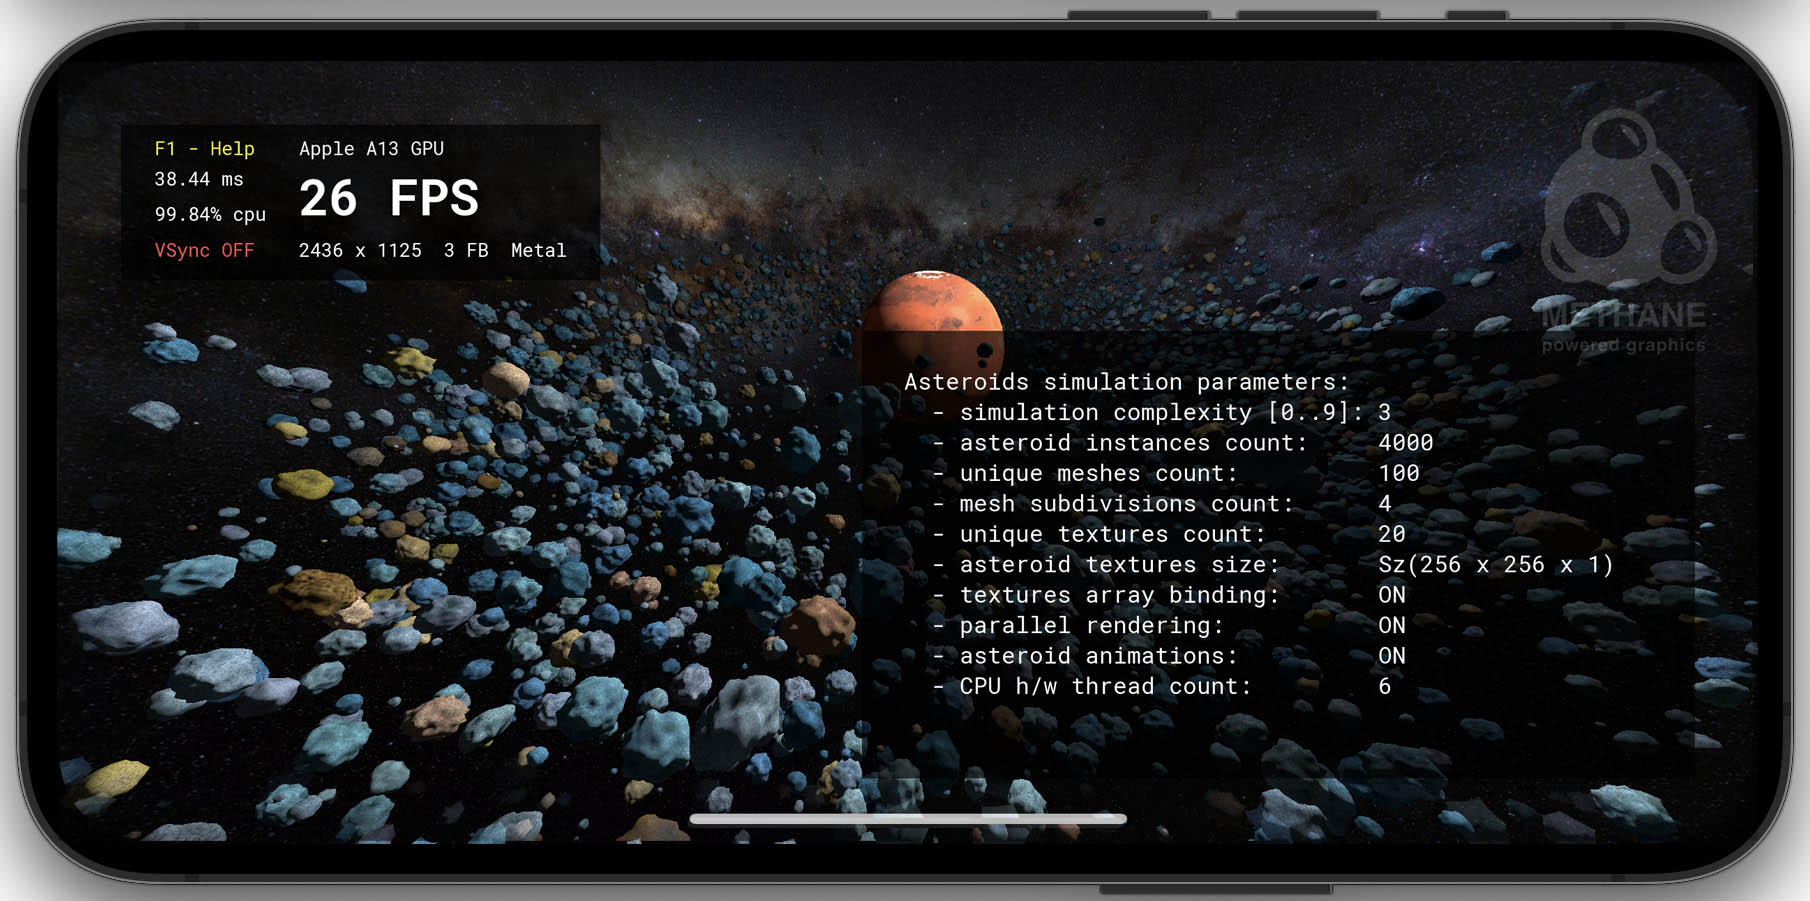 F1 - Help
Apple A13 GPU
38.44 ms
26 FPS
99.84% cpu
VSync OFF
2436 x 1125 3 FB Metal
METHANE
powered graphics
Asteroids simulation parameters:
- simulation complexity [0..9]: 3
- asteroid instances count: 4000
- unique meshes count: 100
- mesh subdivisions count: 4
- unique textures count: 20
- asteroid textures size: Sz(256 x 256 x 1)
- textures array binding: ON
- parallel rendering: ON
- asteroid animations: ON
- CPU h/w thread count: 6